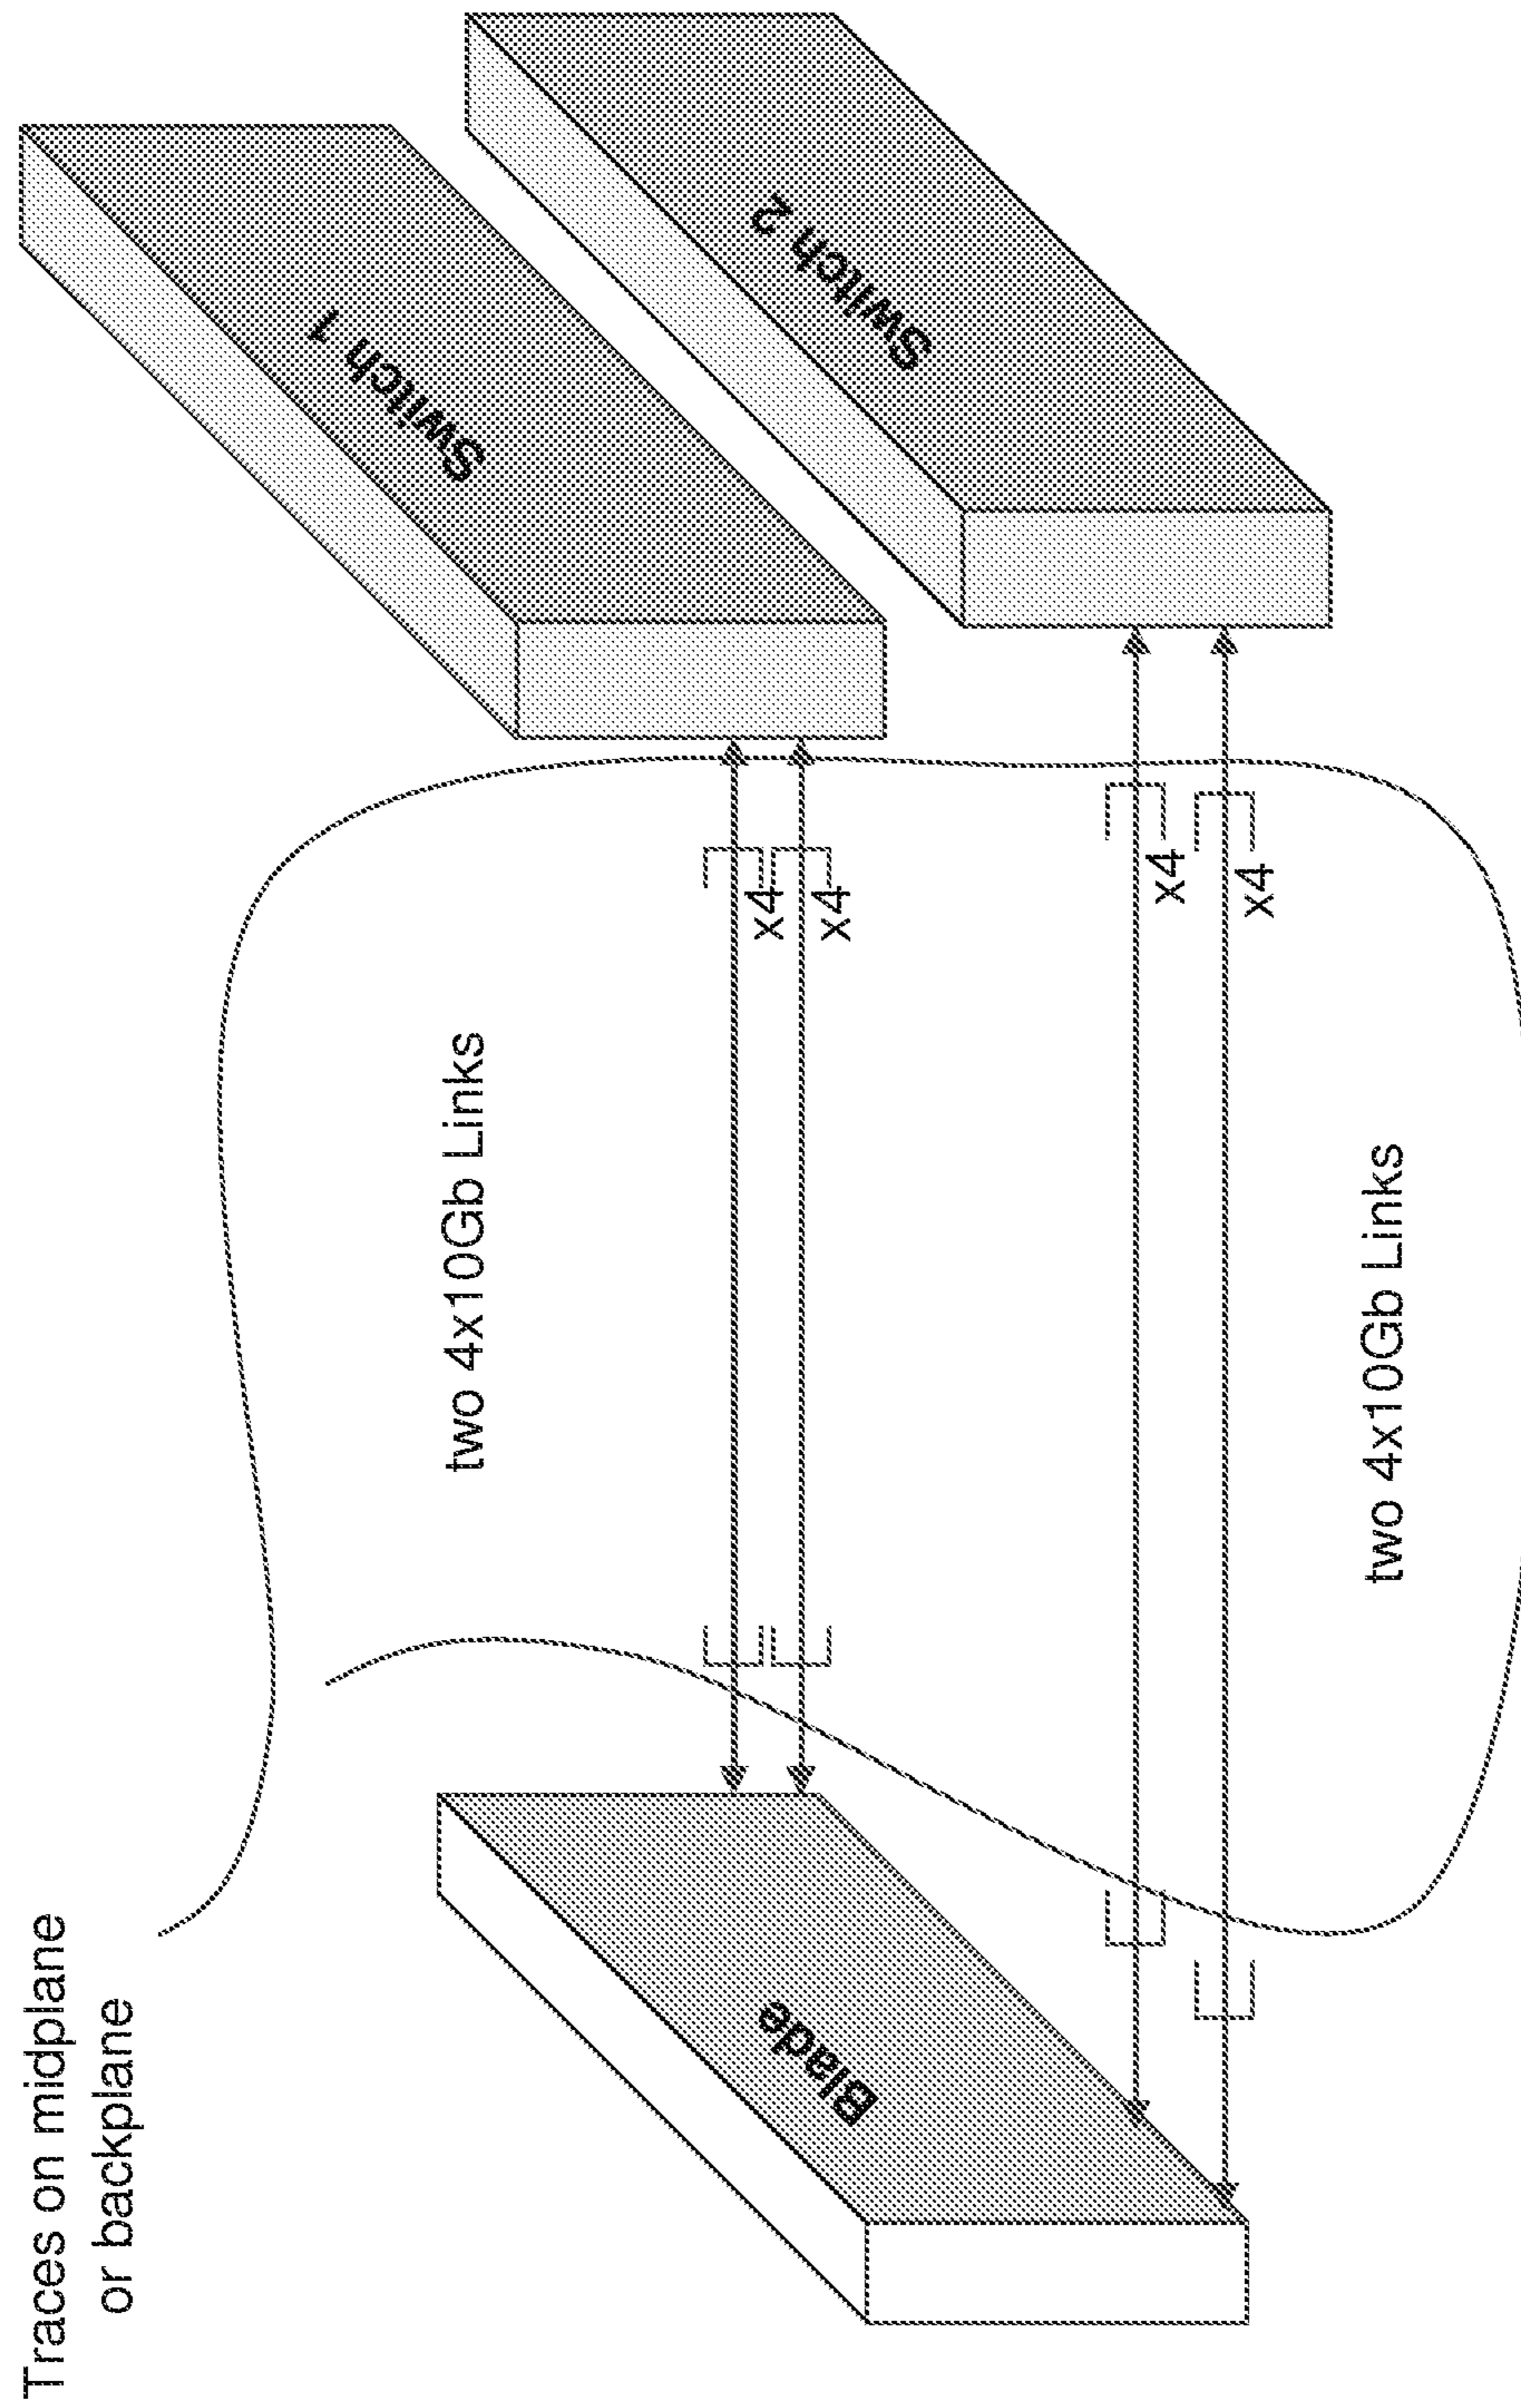 Traces on midplane
or backplane
Switch 1
two 4x10Gb Links
x4
x4
Switch 2
Blade
x4
x4
two 4x10Gb Links